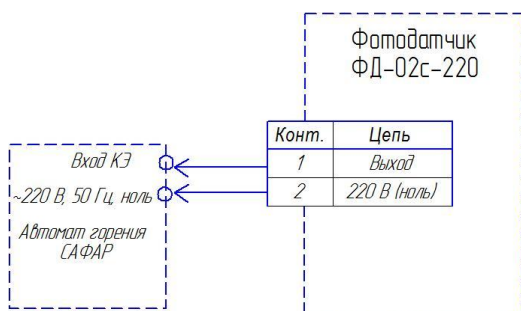 Фотодатчик
ФД-02с-220
Конт. Цепь
Вход КЭ
1 Выход
~220 В, 50 Гц, ноль
2 220 В (ноль)
Автомат горения
САФАР